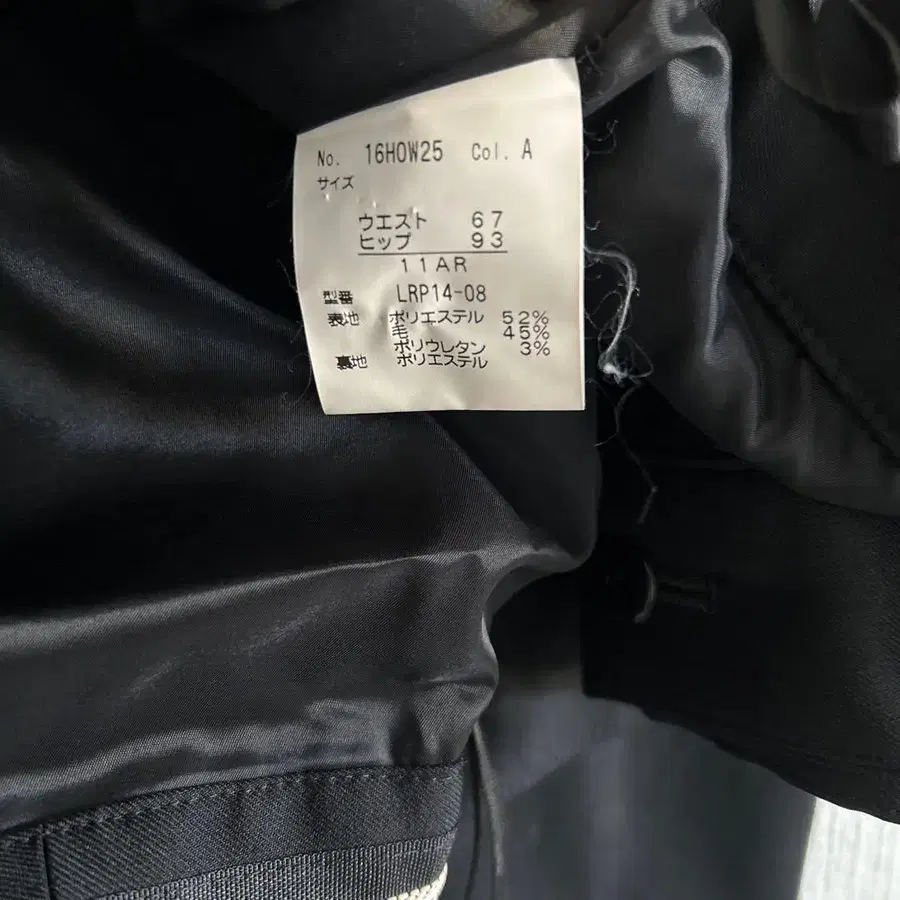 No. 16HOW25 Col. A
サイズ
ウエスト 67
ヒップ 93
11AR
型番 LRP14-08
表地 ポリエステル 52%
毛 45%
ポリウレタン 3%
裏地 ポリエステル